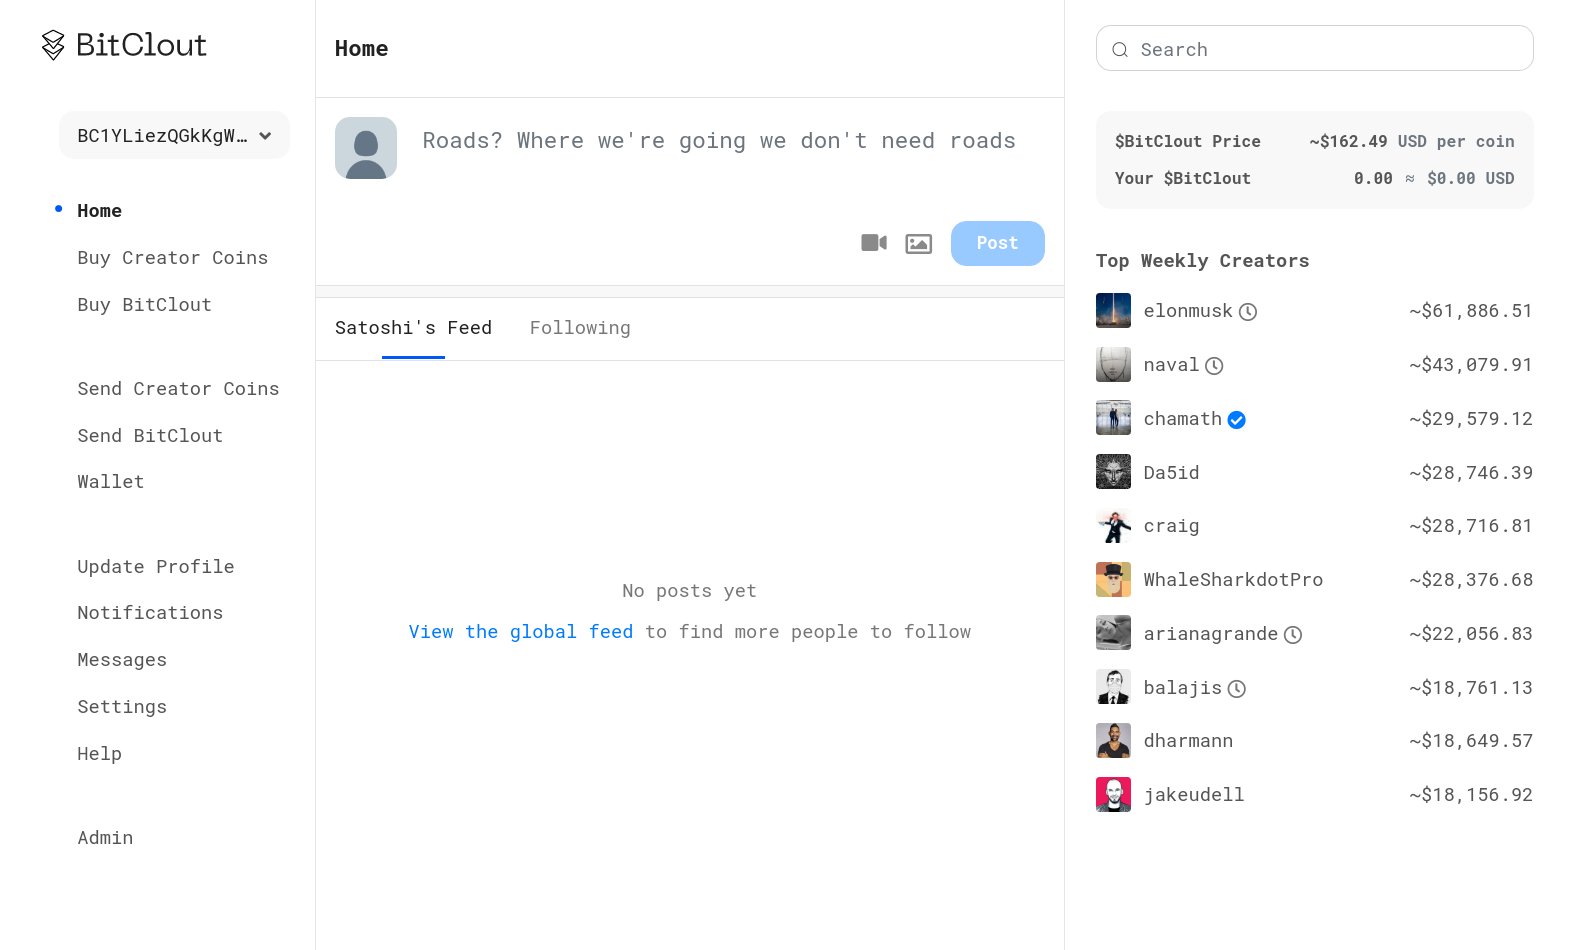 BitClout
BC1YLiezQGkKgW…
Home
Buy Creator Coins
Buy BitClout
Send Creator Coins
Send BitClout
Wallet
Update Profile
Notifications
Messages
Settings
Help
Admin
Home
Roads? Where we're going we don't need roads
Post
Satoshi's Feed Following
No posts yet
View the global feed to find more people to follow
Search
$BitClout Price ~$162.49 USD per coin
Your $BitClout 0.00 ≈ $0.00 USD
Top Weekly Creators
elonmusk ~$61,886.51
naval ~$43,079.91
chamath ~$29,579.12
Da5id ~$28,746.39
craig ~$28,716.81
WhaleSharkdotPro ~$28,376.68
arianagrande ~$22,056.83
balajis ~$18,761.13
dharmann ~$18,649.57
jakeudell ~$18,156.92